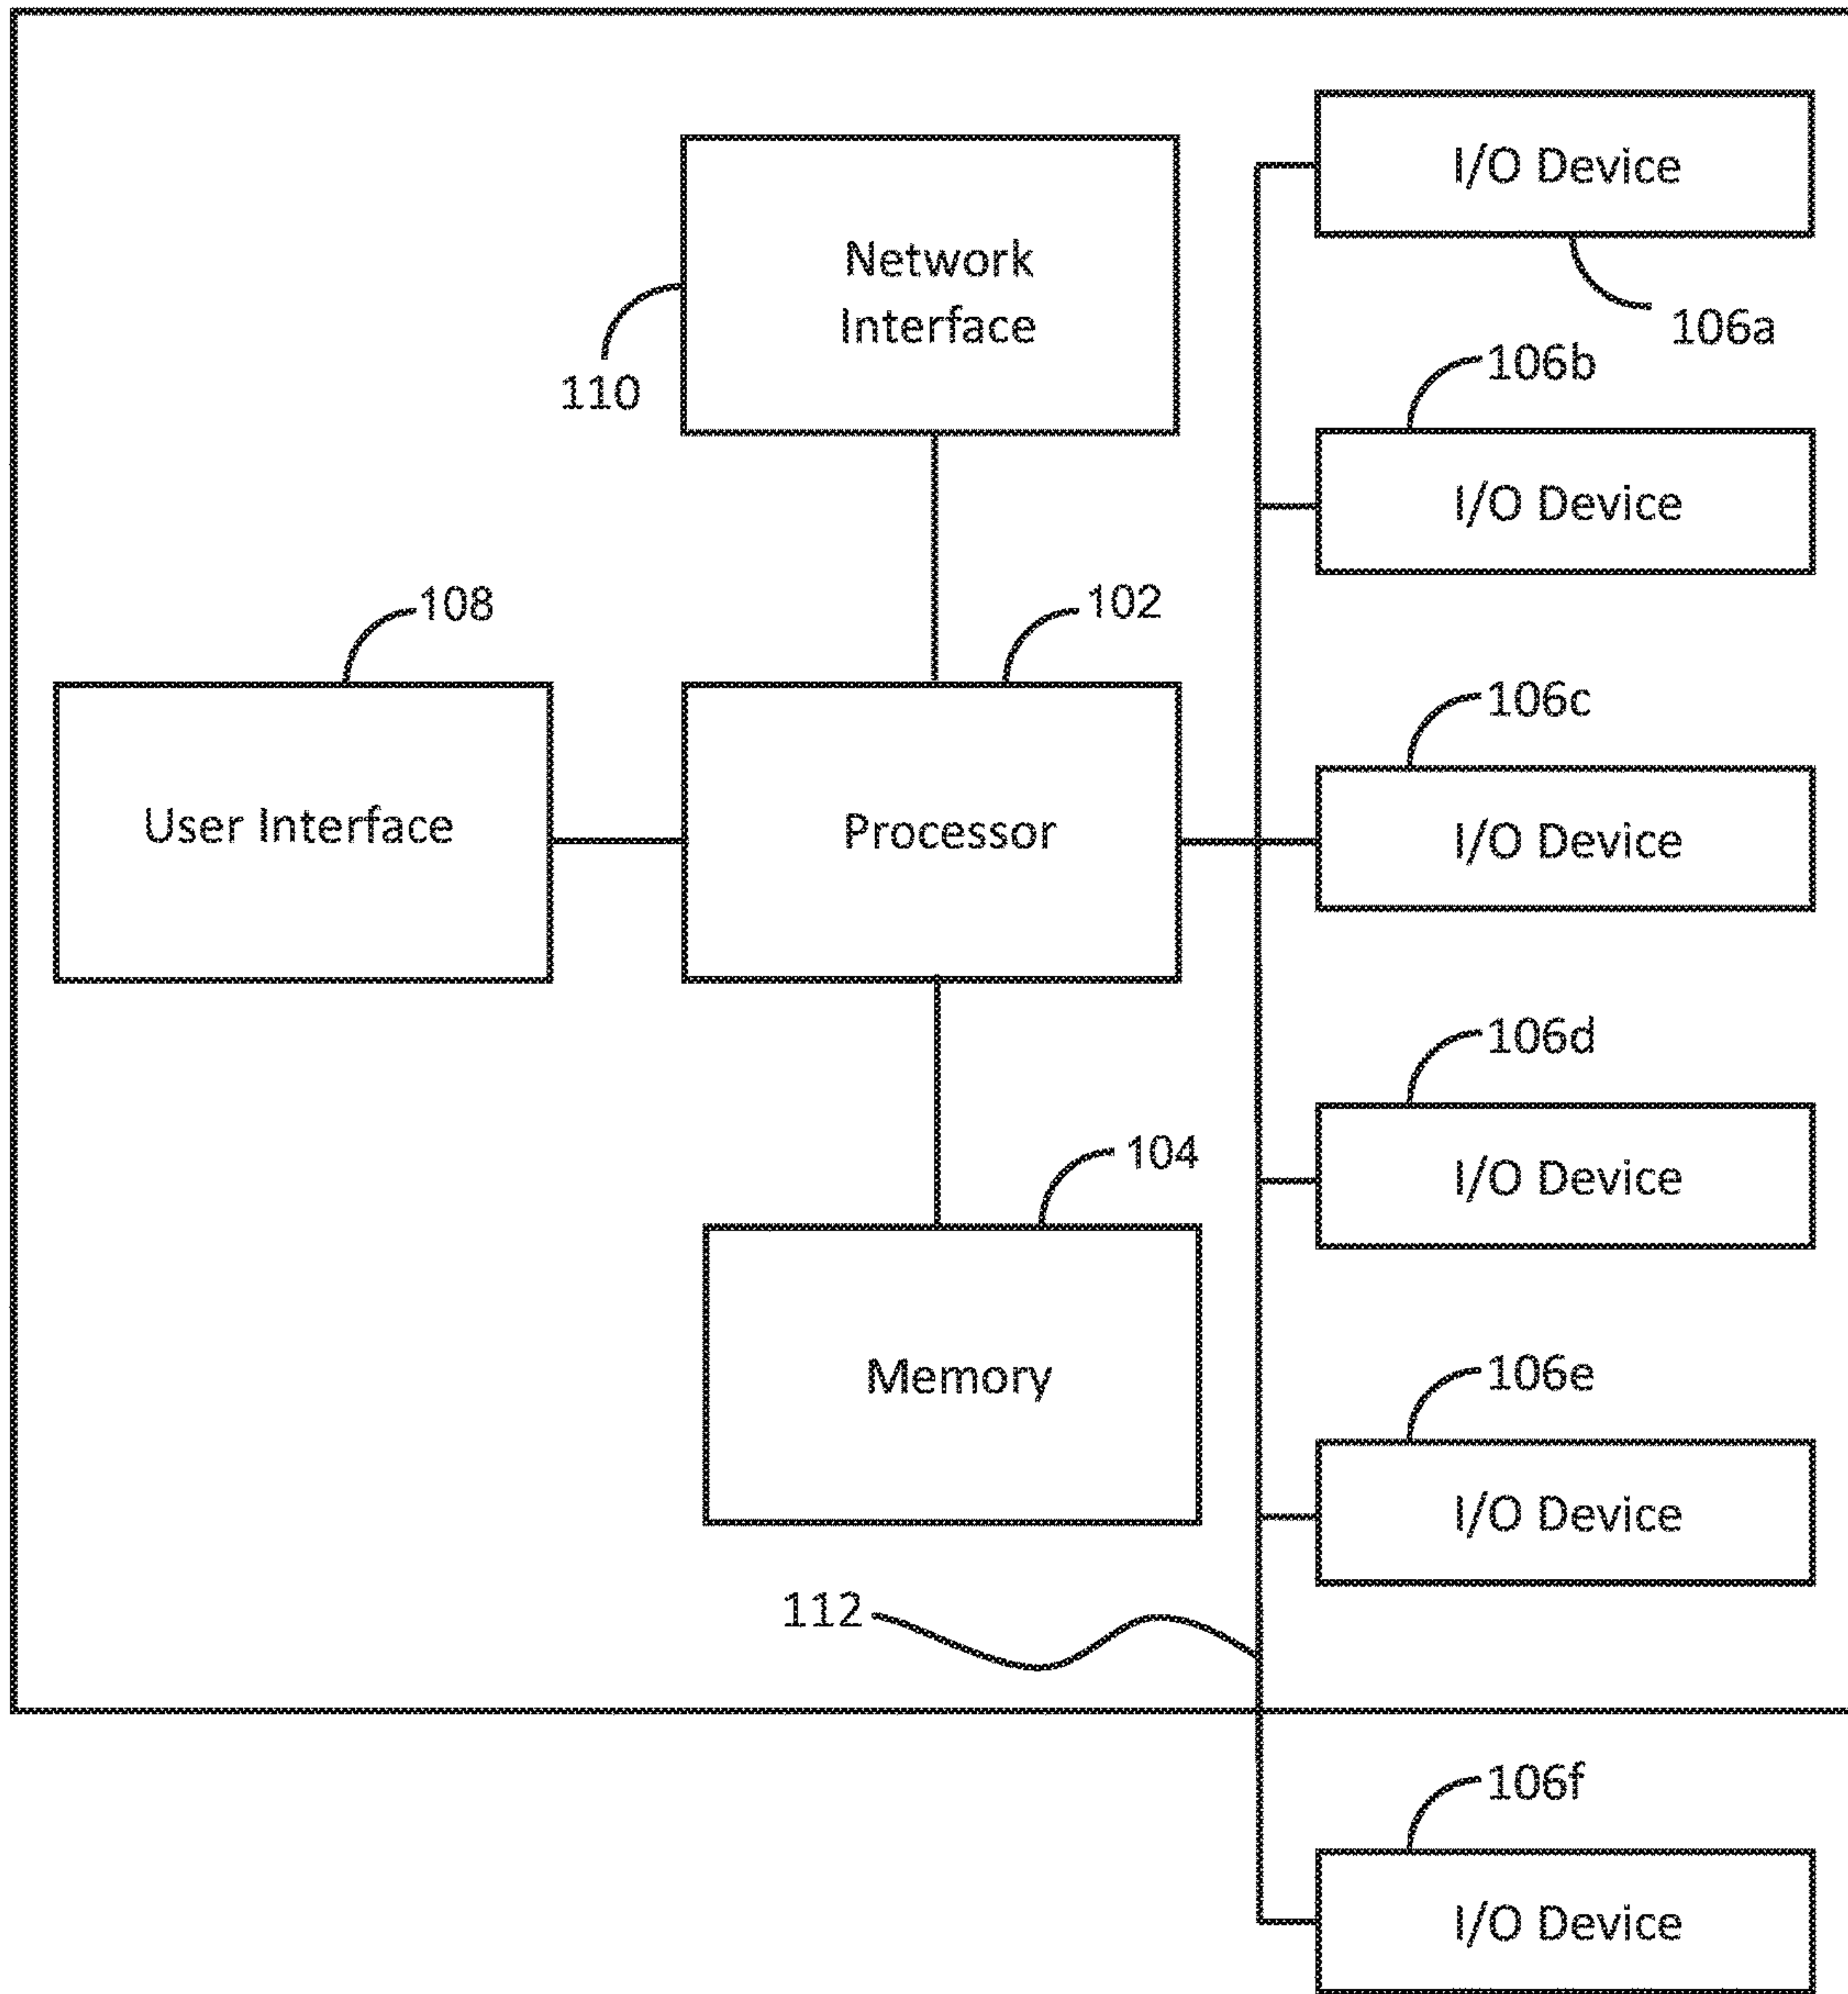 I/O Device
106a
Network
Interface
110
106b
I/O Device
108
102
User Interface
Processor
106c
I/O Device
106d
I/O Device
104
Memory
106e
I/O Device
112
106f
I/O Device